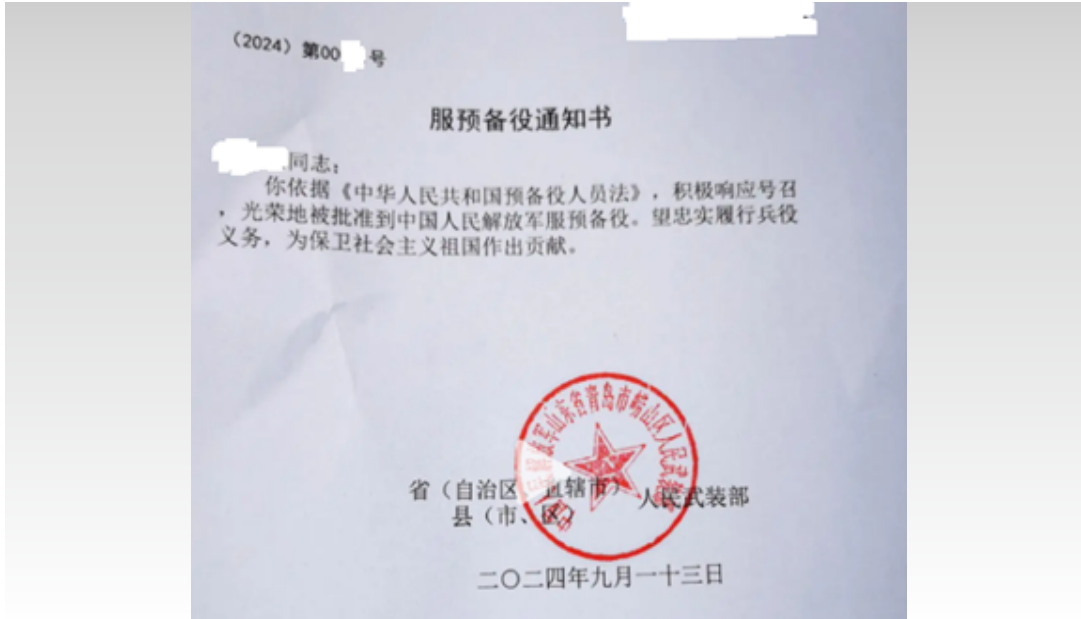 （2024）第00 号
服预备役通知书
同志：
你依据《中华人民共和国预备役人员法》，积极响应号召
，光荣地被批准到中国人民解放军服预备役。望忠实履行兵役
义务，为保卫社会主义祖国作出贡献。
军山东省青岛市崂山区人民武装部
省（自治区、直辖市） 人民武装部
县（市、区）
二〇二四年九月一十三日